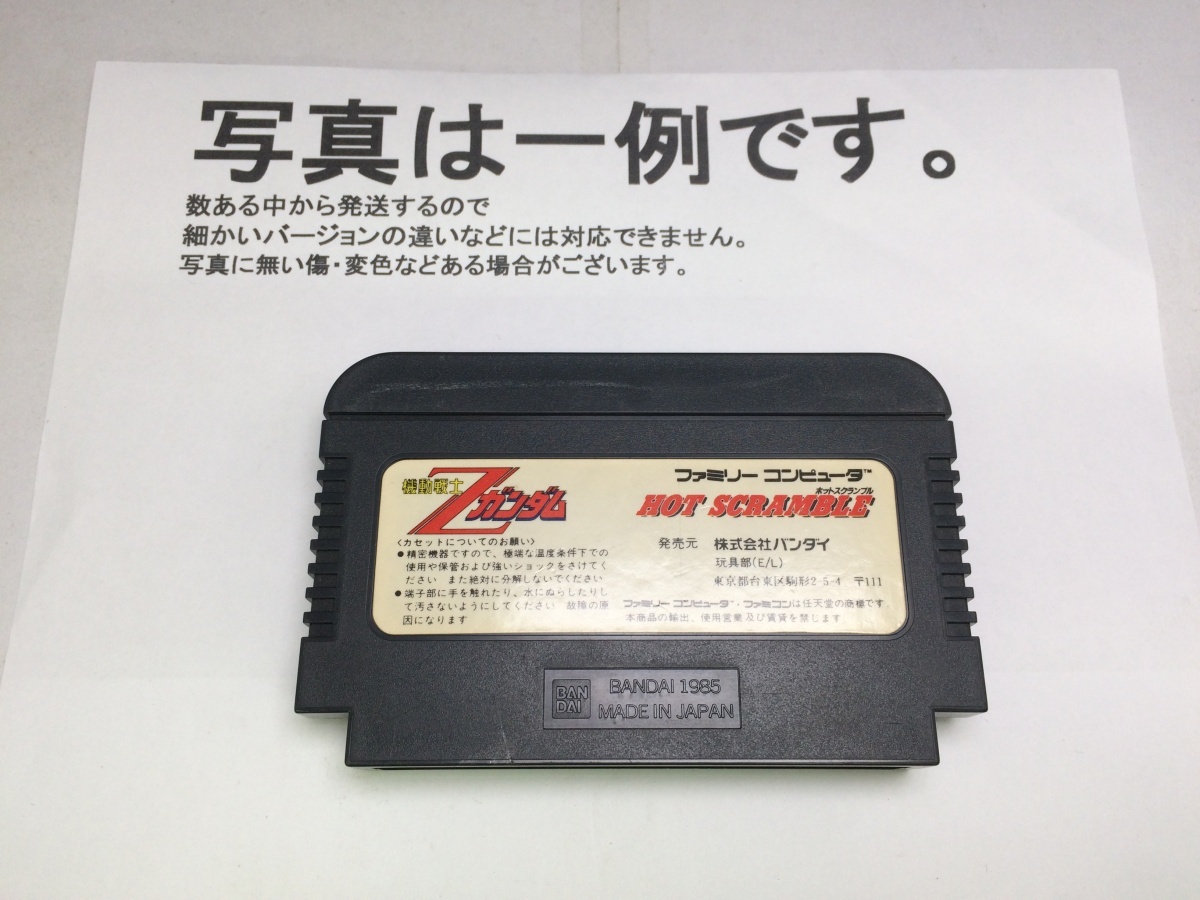 写真は一例です。
数ある中から発送するので
細かいバージョンの違いなどには対応できません。
写真に無い傷・変色などある場合がございます。
機動戦士
Ζガンダム
〈カセットについてのお願い〉
●精密機器ですので、極端な温度条件下での
使用や保管および強いショックをさけてく
ださい また絶対に分解しないでください
●端子部に手を触れたり、水にぬらしたりし
て汚さないようにしてください 故障の原
因になります
ファミリー コンピュータ™
ホットスクランブル
HOT SCRAMBLE
発売元 株式会社バンダイ
玩具部(E/L)
東京都台東区駒形2-5-4 〒111
ファミリー コンピュータ・ファミコンは任天堂の商標です
本商品の輸出、使用営業及び賃貸を禁じます
BAN
DAI
BANDAI 1985
MADE IN JAPAN